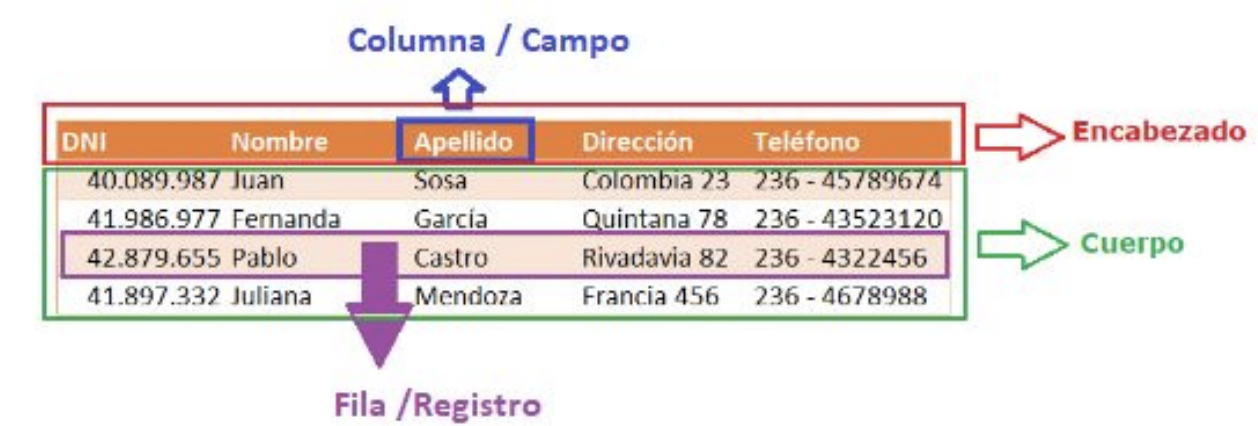 Columna / Campo
DNI Nombre Apellido Dirección Teléfono
Encabezado
40.089.987 Juan Sosa Colombia 23 236 - 45789674
41.986.977 Fernanda García Quintana 78 236 - 43523120
Cuerpo
42.879.655 Pablo Castro Rivadavia 82 236 - 4322456
41.897.332 Juliana Mendoza Francia 456 236 - 4678988
Fila /Registro